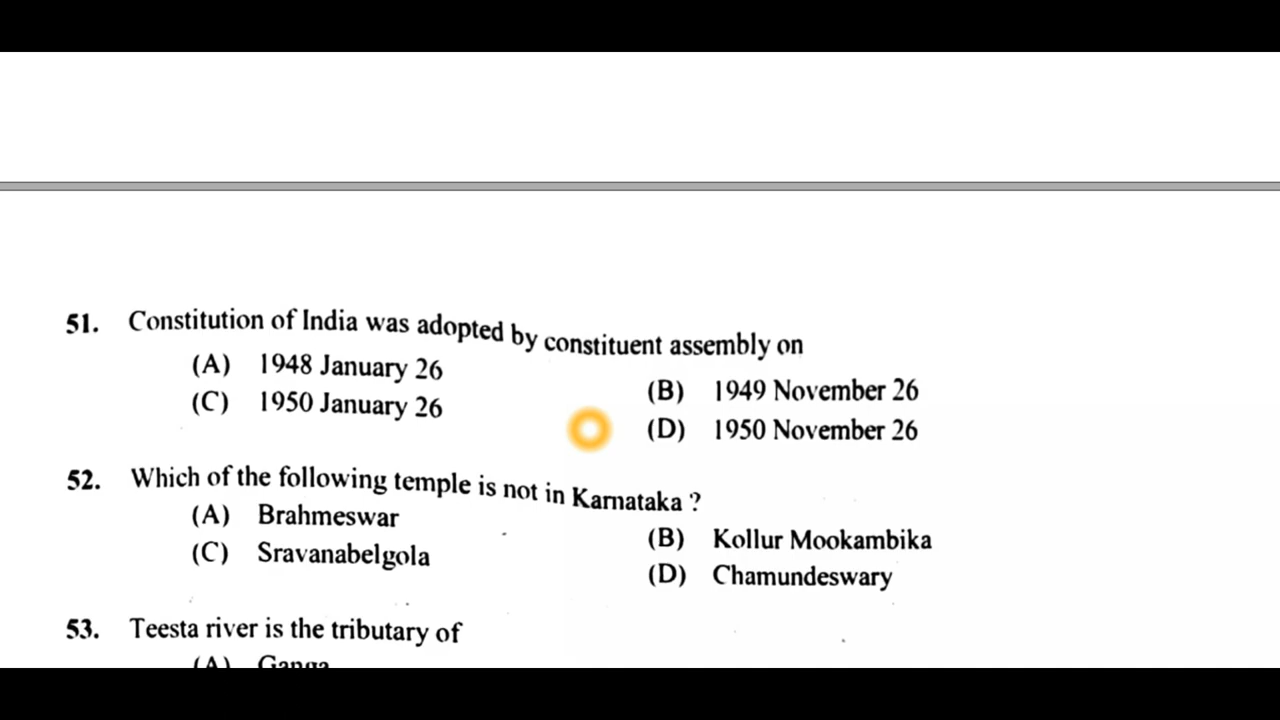 51. Constitution of India was adopted by constituent assembly on
(A) 1948 January 26 (B) 1949 November 26
(C) 1950 January 26 (D) 1950 November 26
52. Which of the following temple is not in Karnataka ?
(A) Brahmeswar (B) Kollur Mookambika
(C) Sravanabelgola (D) Chamundeswary
53. Teesta river is the tributary of
(A) Ganga